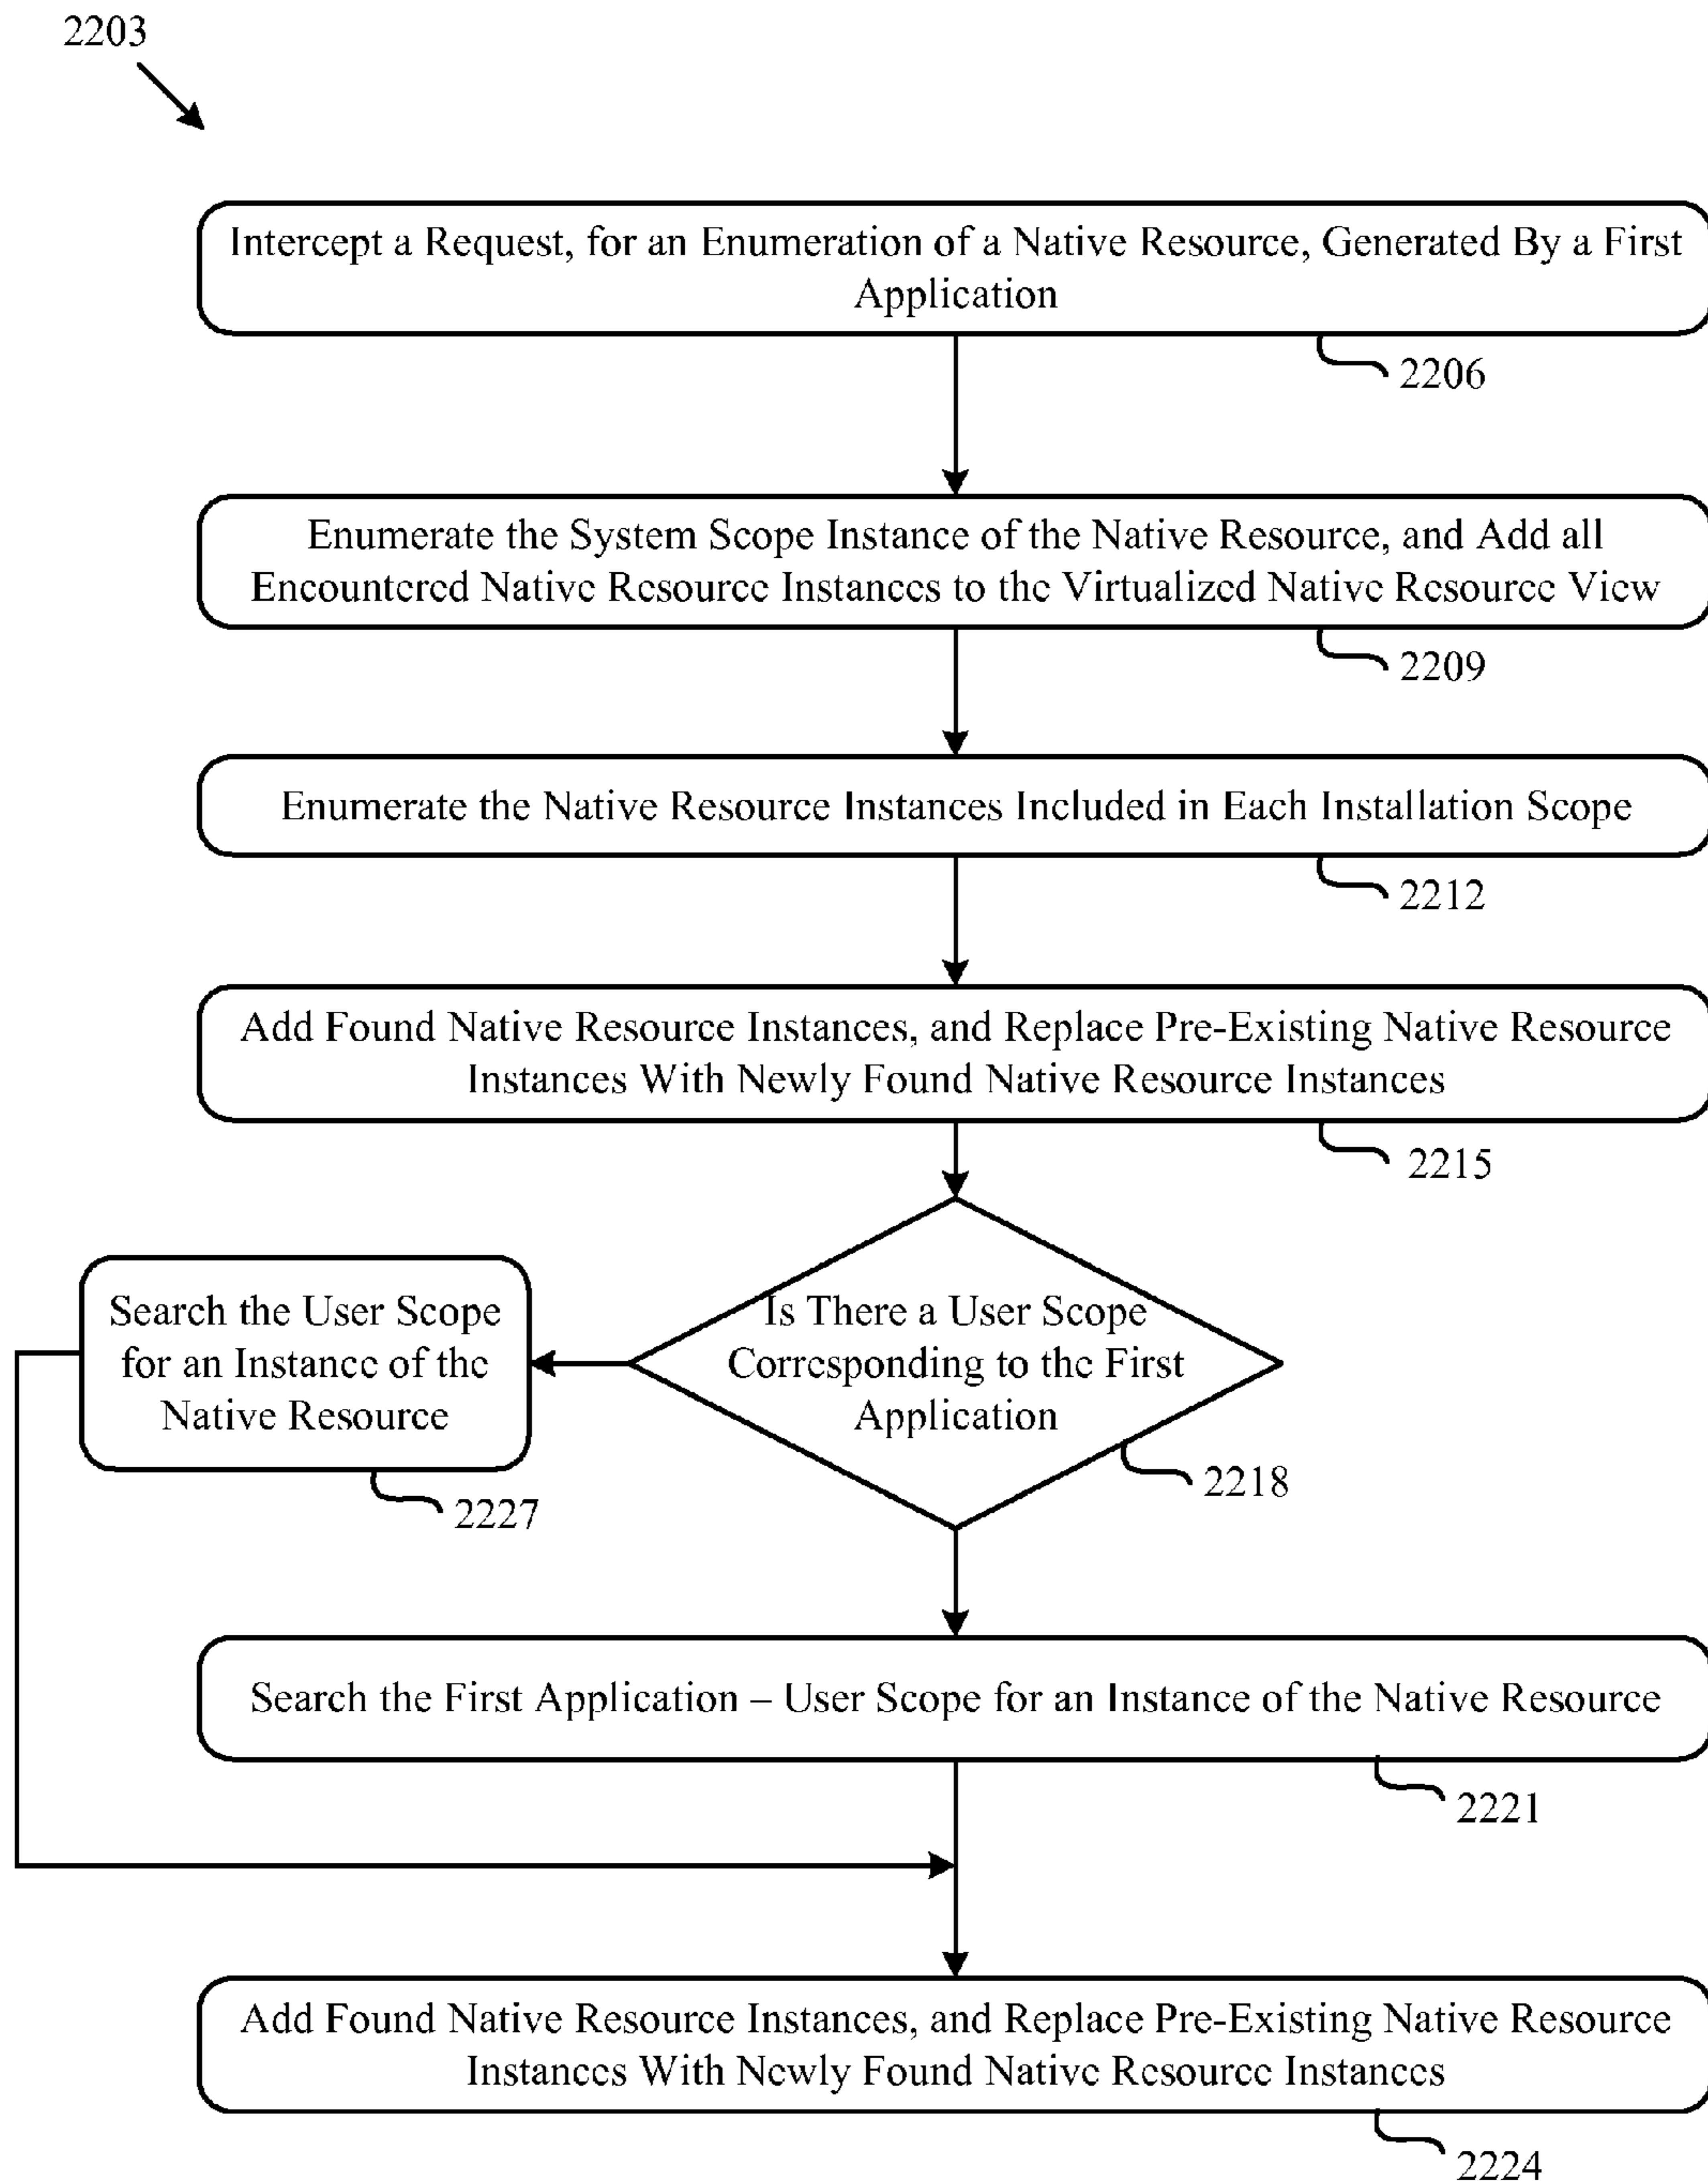 2203
Intercept a Request, for an Enumeration of a Native Resource, Generated By a First
Application
2206
Enumerate the System Scope Instance of the Native Resource, and Add all
Encountered Native Resource Instances to the Virtualized Native Resource View
2209
Enumerate the Native Resource Instances Included in Each Installation Scope
2212
Add Found Native Resource Instances, and Replace Pre-Existing Native Resource
Instances With Newly Found Native Resource Instances
2215
Is There a User Scope
Corresponding to the First
Application
2218
Search the User Scope
for an Instance of the
Native Resource
2227
Search the First Application – User Scope for an Instance of the Native Resource
2221
Add Found Native Resource Instances, and Replace Pre-Existing Native Resource
Instances With Newly Found Native Resource Instances
2224